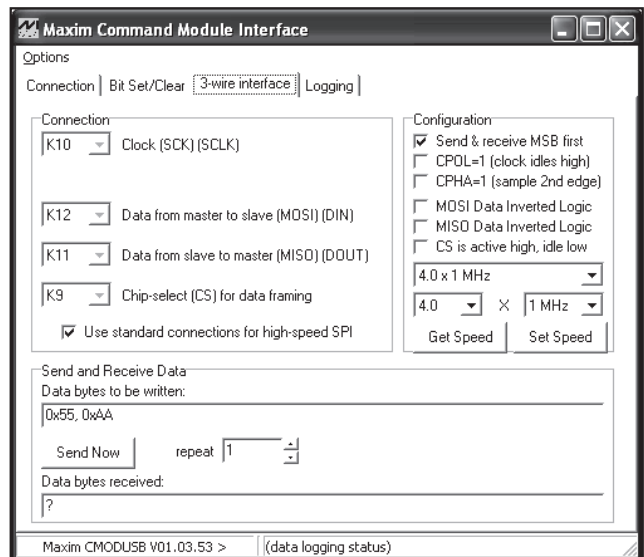 Maxim Command Module Interface
Options
Connection Bit Set/Clear 3-wire interface Logging
Connection
K10 Clock (SCK) (SCLK)
K12 Data from master to slave (MOSI) (DIN)
K11 Data from slave to master (MISO) (DOUT)
K9 Chip-select (CS) for data framing
Use standard connections for high-speed SPI
Configuration
Send & receive MSB first
CPOL=1 (clock idles high)
CPHA=1 (sample 2nd edge)
MOSI Data Inverted Logic
MISO Data Inverted Logic
CS is active high, idle low
4.0 x 1 MHz
4.0 X 1 MHz
Get Speed Set Speed
Send and Receive Data
Data bytes to be written:
0x55, 0xAA
Send Now repeat 1
Data bytes received:
?
Maxim CMODUSB V01.03.53 > (data logging status)